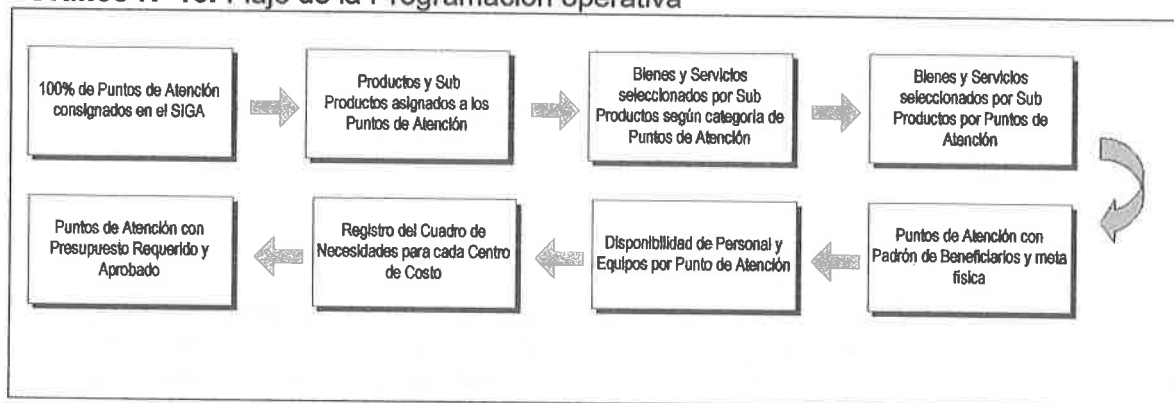 Flujo de la Programación operativa
100% de Puntos de Atención
consignados en el SIGA
Productos y Sub
Productos asignados a los
Puntos de Atención
Bienes y Servicios
seleccionados por Sub
Productos según categoría de
Puntos de Atención
Bienes y Servicios
seleccionados por Sub
Productos por Puntos de
Atención
Puntos de Atención con
Padrón de Beneficiarios y meta
física
Disponibilidad de Personal y
Equipos por Punto de Atención
Registro del Cuadro de
Necesidades para cada Centro
de Costo
Puntos de Atención con
Presupuesto Requerido y
Aprobado